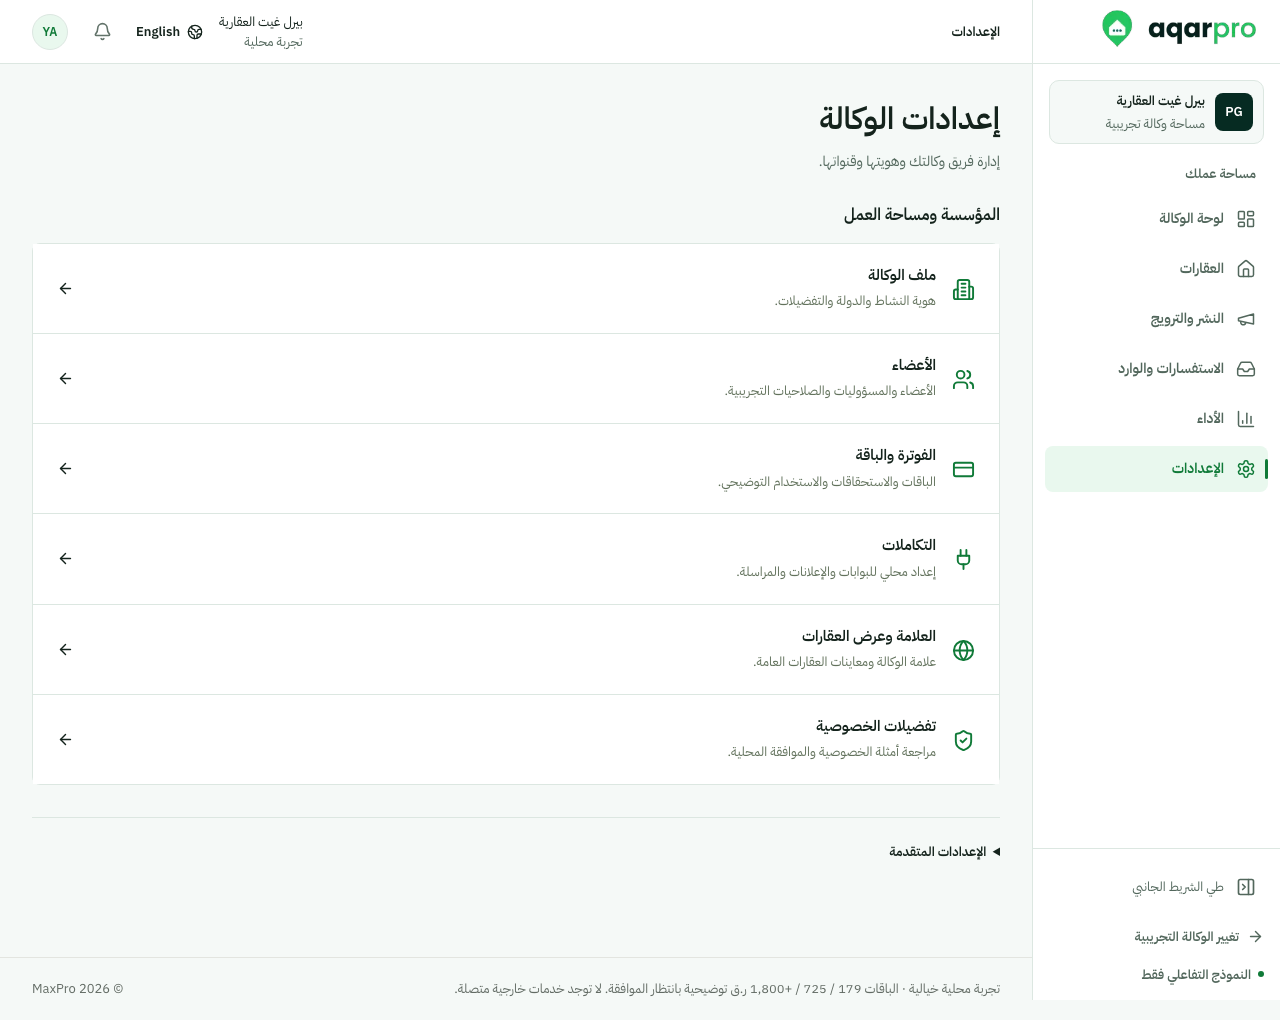 aqarpro
الإعدادات
بيرل غيت العقارية
تجربة محلية
English
YA
PG
بيرل غيت العقارية
مساحة وكالة تجريبية
مساحة عملك
لوحة الوكالة
العقارات
النشر والترويج
الاستفسارات والوارد
الأداء
الإعدادات
طي الشريط الجانبي
تغيير الوكالة التجريبية
النموذج التفاعلي فقط
إعدادات الوكالة
إدارة فريق وكالتك وهويتها وقنواتها.
المؤسسة ومساحة العمل
ملف الوكالة
هوية النشاط والدولة والتفضيلات.
الأعضاء
الأعضاء والمسؤوليات والصلاحيات التجريبية.
الفوترة والباقة
الباقات والاستحقاقات والاستخدام التوضيحي.
التكاملات
إعداد محلي للبوابات والإعلانات والمراسلة.
العلامة وعرض العقارات
علامة الوكالة ومعاينات العقارات العامة.
تفضيلات الخصوصية
مراجعة أمثلة الخصوصية والموافقة المحلية.
الإعدادات المتقدمة
تجربة محلية خيالية · الباقات 179 / 725 / +1,800 ر.ق توضيحية بانتظار الموافقة. لا توجد خدمات خارجية متصلة.
MaxPro 2026 ©